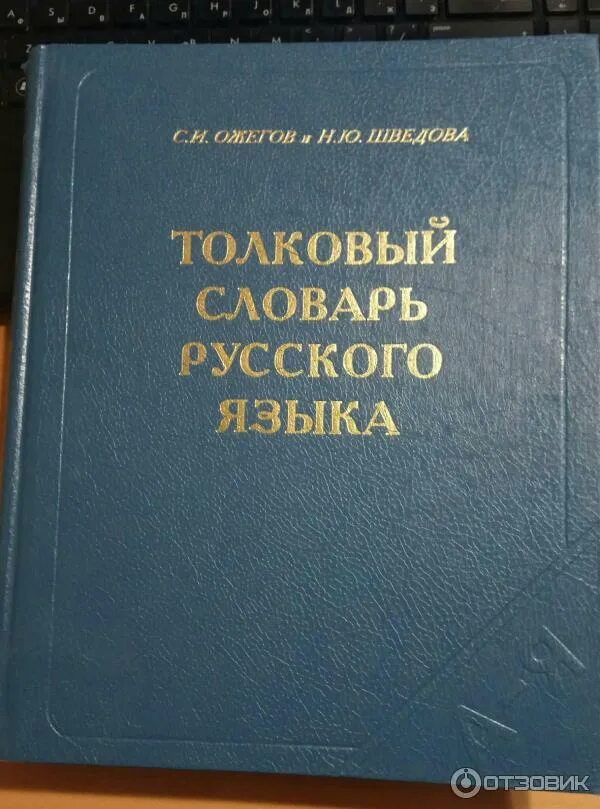 С.И. ОЖЕГОВ и Н.Ю. ШВЕДОВА
ТОЛКОВЫЙ
СЛОВАРЬ
РУССКОГО
ЯЗЫКА
А-Я
ОТЗОВИК